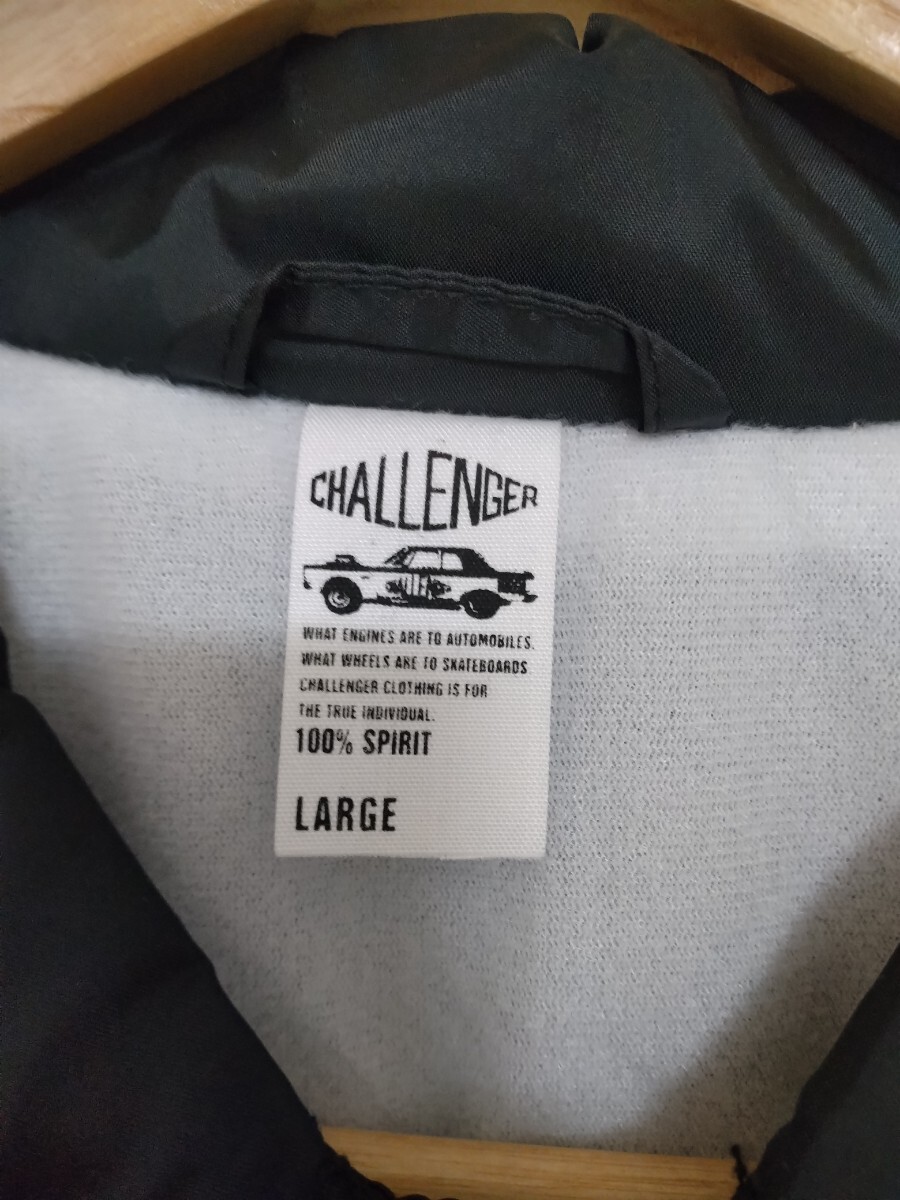 CHALLENGER
WHAT ENGINES ARE TO AUTOMOBILES.
WHAT WHEELS ARE TO SKATEBOARDS
CHALLENGER CLOTHING IS FOR
THE TRUE INDIVIDUAL.
100% SPIRIT
LARGE